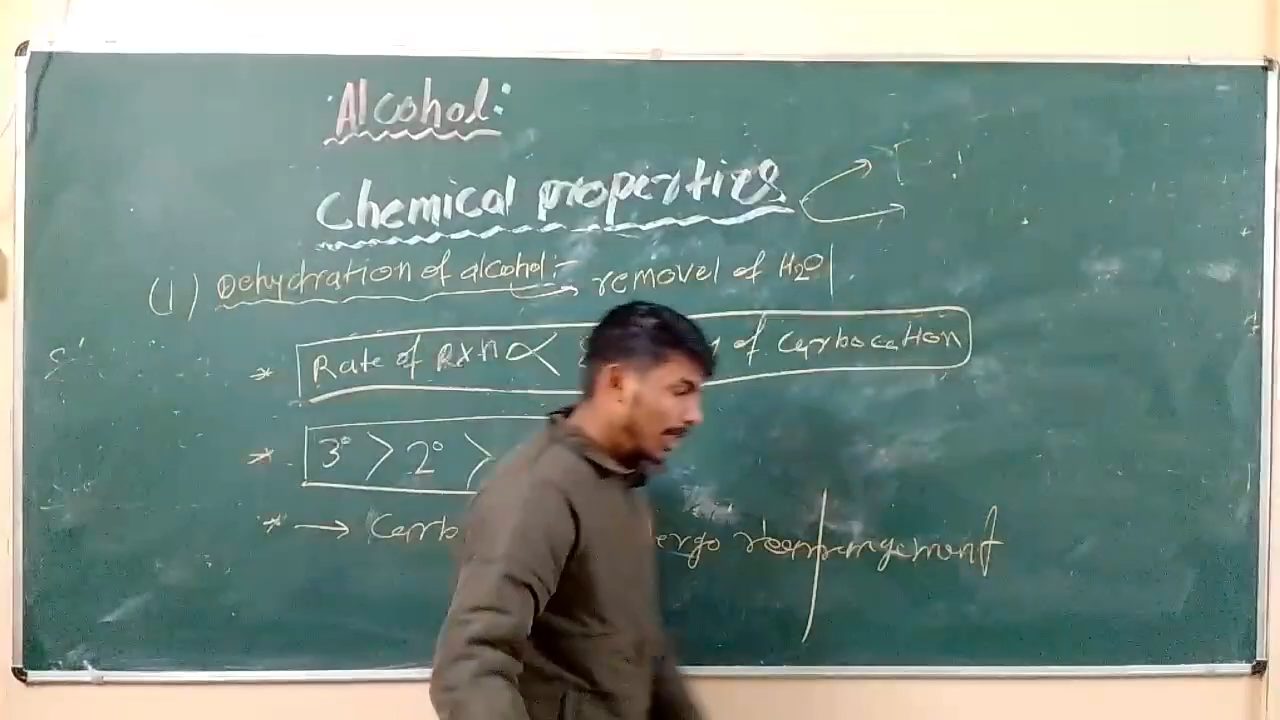 Alcohol:
Chemical properties
(1) Dehydration of alcohol:- removel of H2O
* Rate of Rxn ∝ of Carbocation
* 3° > 2° >
* → Carb ergo rearrangement